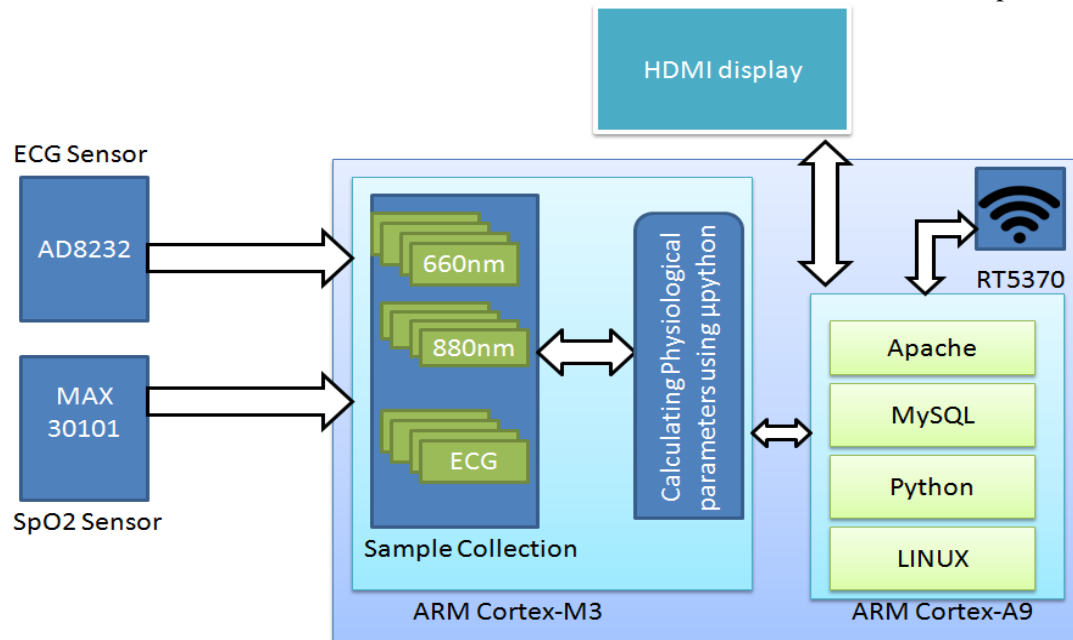 HDMI display
ECG Sensor
AD8232
MAX
30101
SpO2 Sensor
660nm
880nm
ECG
Sample Collection
Calculating Physiological
parameters using µpython
ARM Cortex-M3
RT5370
Apache
MySQL
Python
LINUX
ARM Cortex-A9